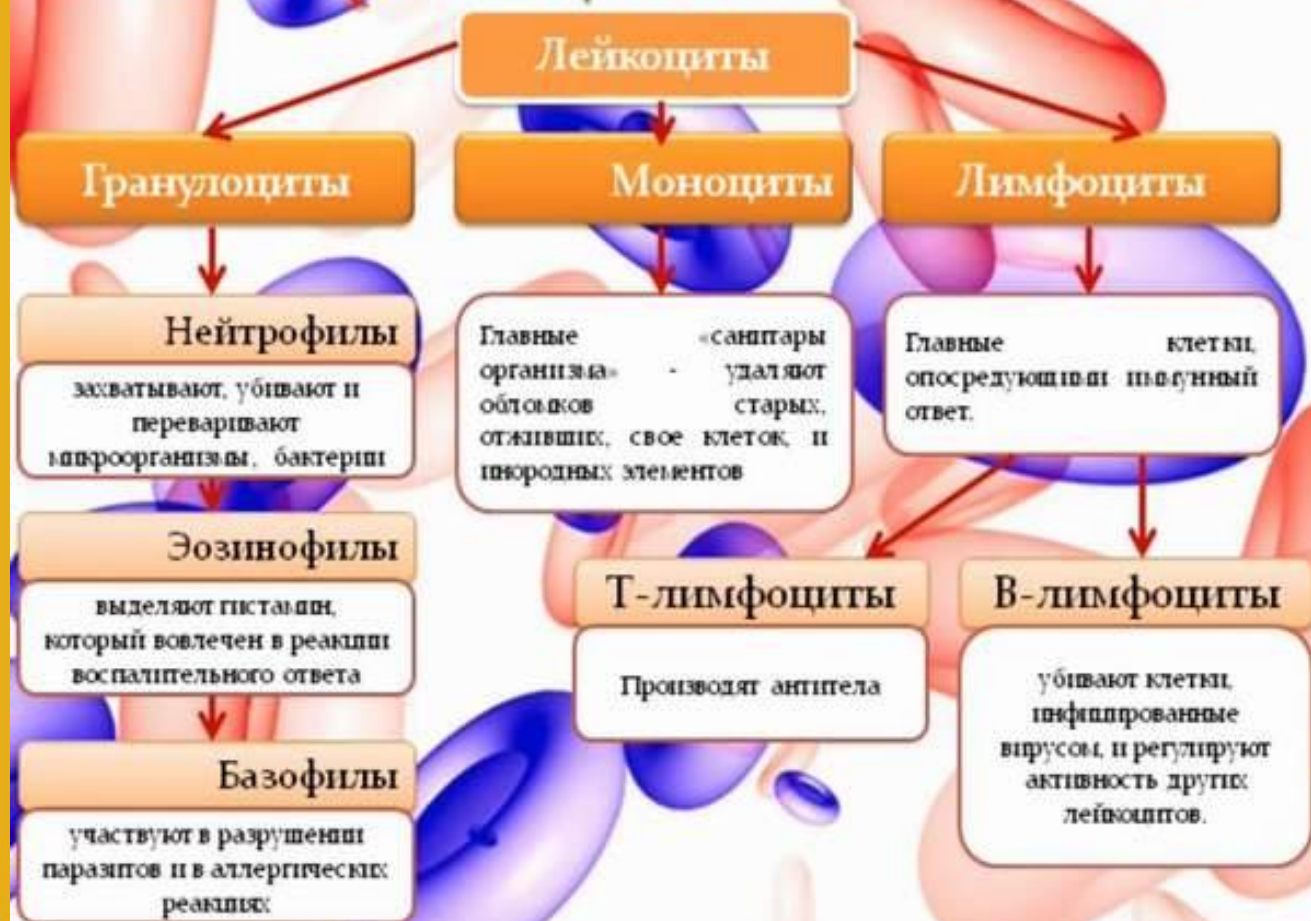 Лейкоциты
Гранулоциты
Моноциты
Лимфоциты
Нейтрофилы
захватывают, убивают и
переваривают
микроорганизмы, бактерии
Эозинофилы
выделяют гистамин,
который вовлечен в реакции
воспалительного ответа
Базофилы
участвуют в разрушении
паразитов и в аллергических
реакциях
Главные «санитары
организма» - удаляют
обломков старых,
отживших, свое клеток, и
инородных элементов
Главные клетки,
опосредующими иммунный
ответ.
Т-лимфоциты
Производят антитела
В-лимфоциты
убивают клетки,
инфицированные
вирусом, и регулируют
активность других
лейкоцитов.